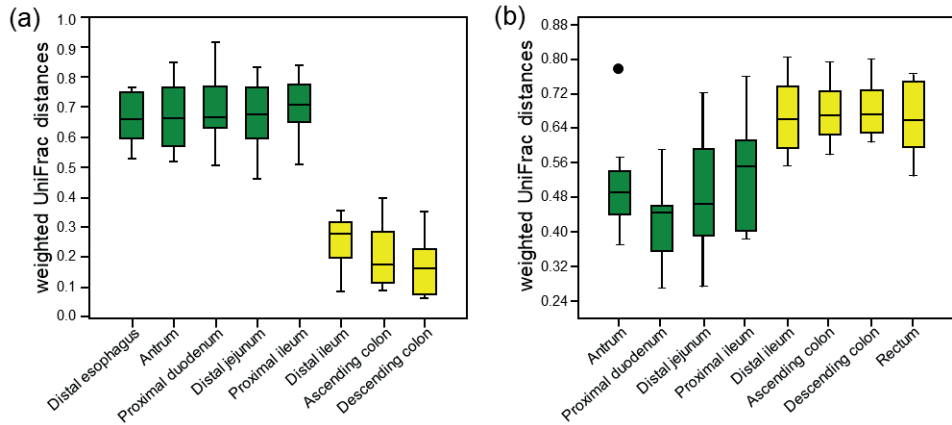 (a)
weighted UniFrac distances
1.0
0.9
0.8
0.7
0.6
0.5
0.4
0.3
0.2
0.1
0.0
Distal esophagus
Antrum
Proximal duodenum
Distal jejunum
Proximal ileum
Distal ileum
Ascending colon
Descending colon
(b)
weighted UniFrac distances
0.88
0.80
0.72
0.64
0.56
0.48
0.40
0.32
0.24
Antrum
Proximal duodenum
Distal jejunum
Proximal ileum
Distal ileum
Ascending colon
Descending colon
Rectum